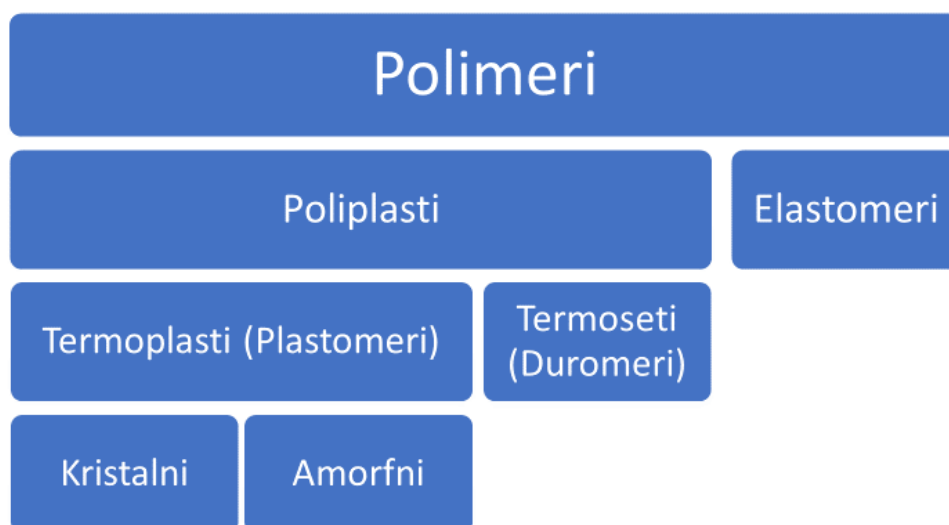 Polimeri
Poliplasti
Elastomeri
Termoplasti (Plastomeri)
Termoseti
(Duromeri)
Kristalni
Amorfni